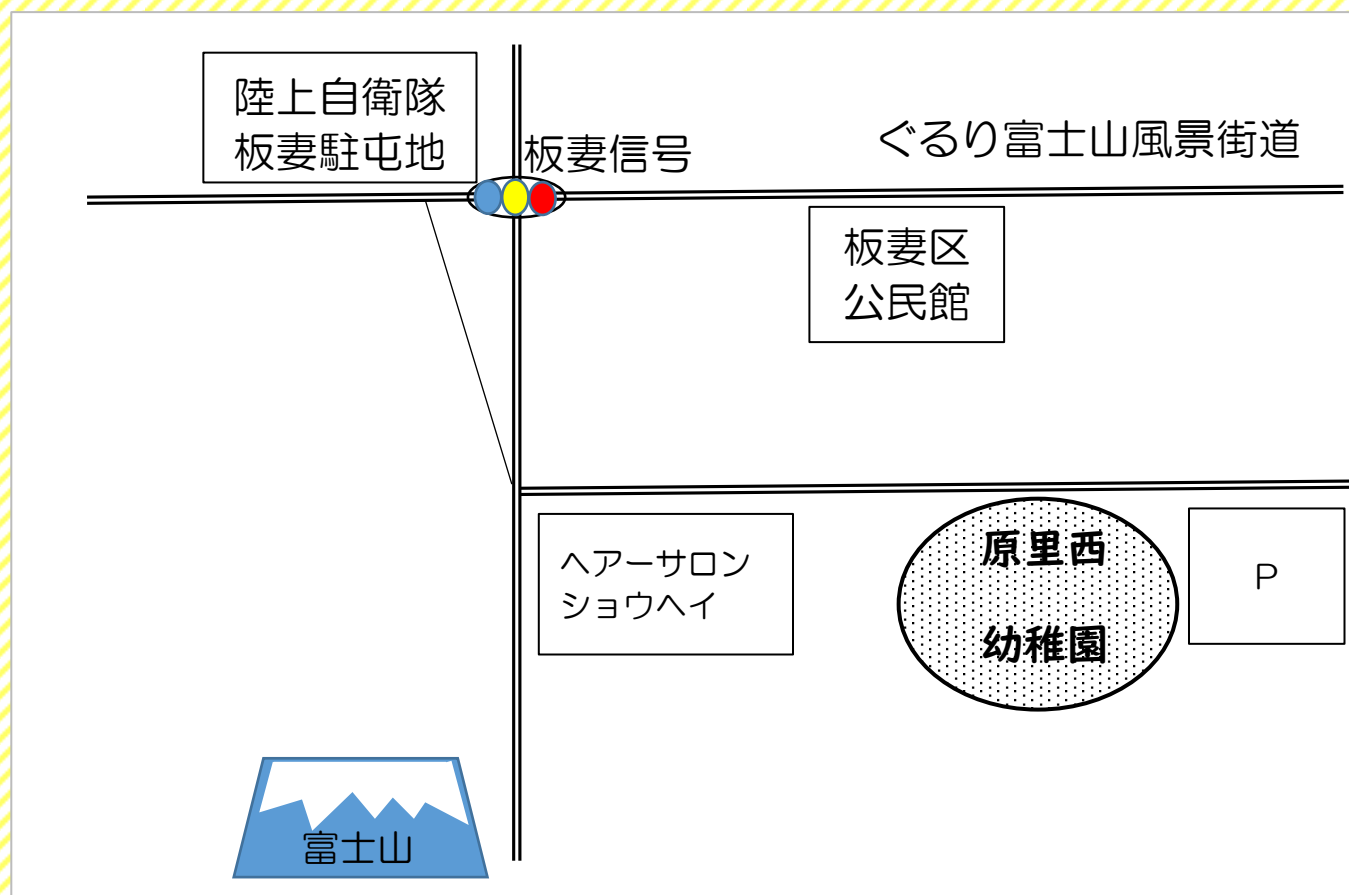 陸上自衛隊
板妻駐屯地
板妻信号
ぐるり富士山風景街道
板妻区
公民館
ヘアーサロン
ショウヘイ
原里西
幼稚園
P
富士山